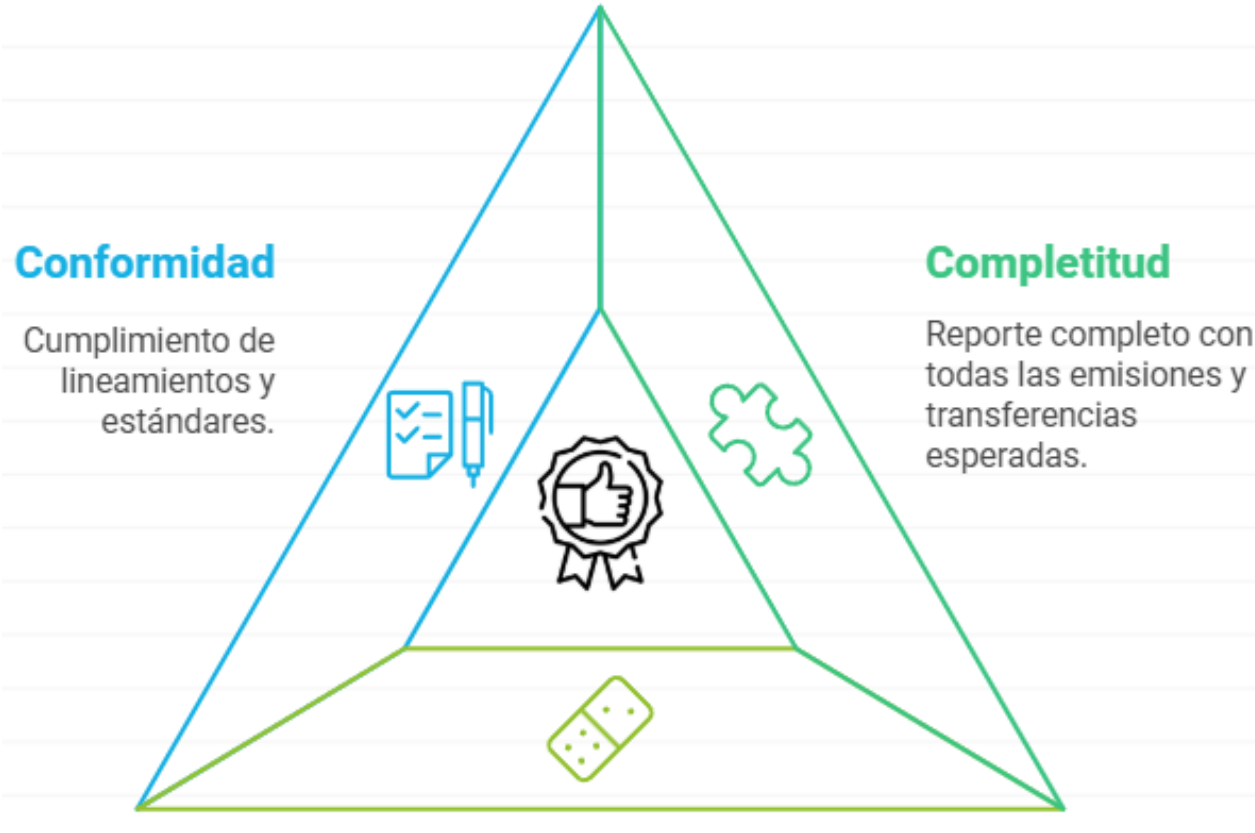 Conformidad
Cumplimiento de
lineamientos y
estándares.
Completitud
Reporte completo con
todas las emisiones y
transferencias
esperadas.